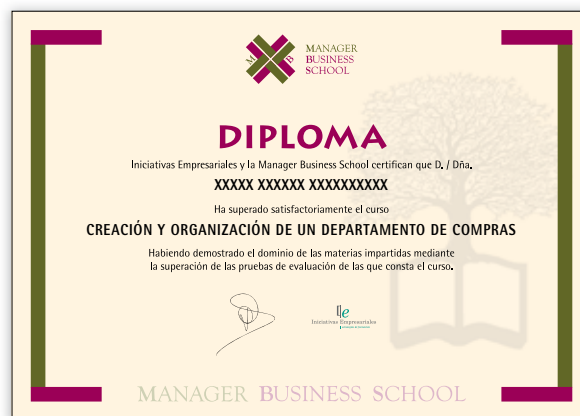 M B
MANAGER
BUSINESS
SCHOOL
DIPLOMA
Iniciativas Empresariales y la Manager Business School certifican que D. / Dña.
XXXXX XXXXXX XXXXXXXXXX
Ha superado satisfactoriamente el curso
CREACIÓN Y ORGANIZACIÓN DE UN DEPARTAMENTO DE COMPRAS
Habiendo demostrado el dominio de las materias impartidas mediante
la superación de las pruebas de evaluación de las que consta el curso.
Iniciativas Empresariales
MANAGER BUSINESS SCHOOL